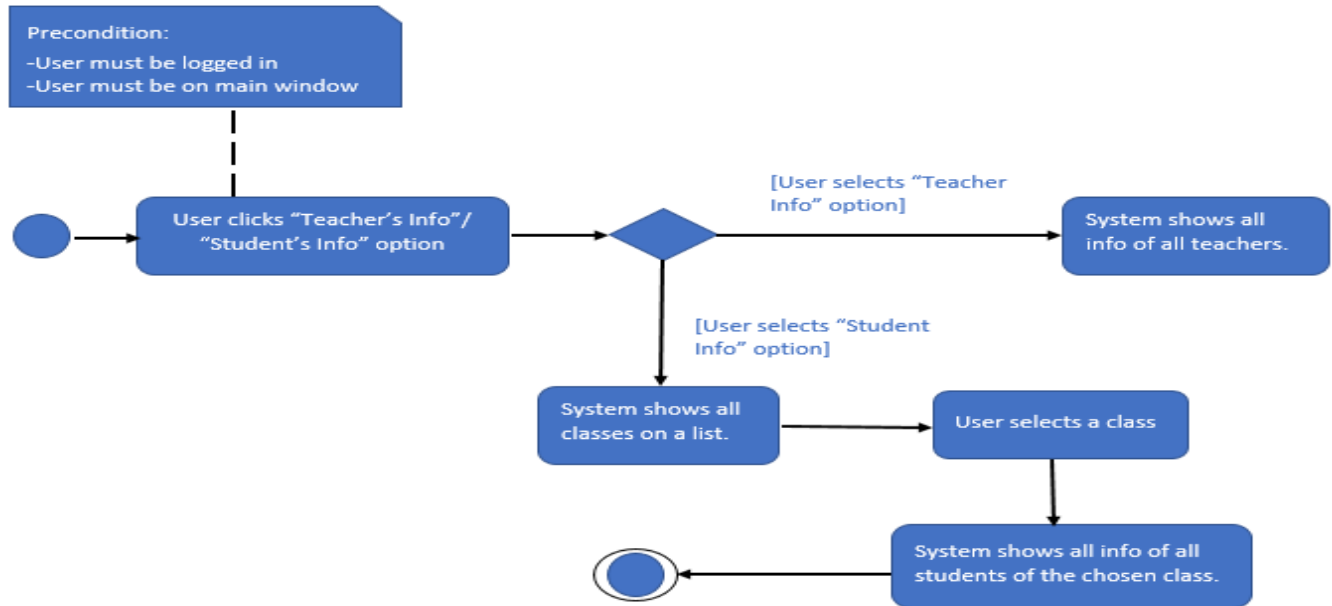 Precondition:
-User must be logged in
-User must be on main window
User clicks “Teacher’s Info”/
“Student’s Info” option
[User selects “Teacher
Info” option]
System shows all
info of all teachers.
[User selects “Student
Info” option]
System shows all
classes on a list.
User selects a class
System shows all info of all
students of the chosen class.